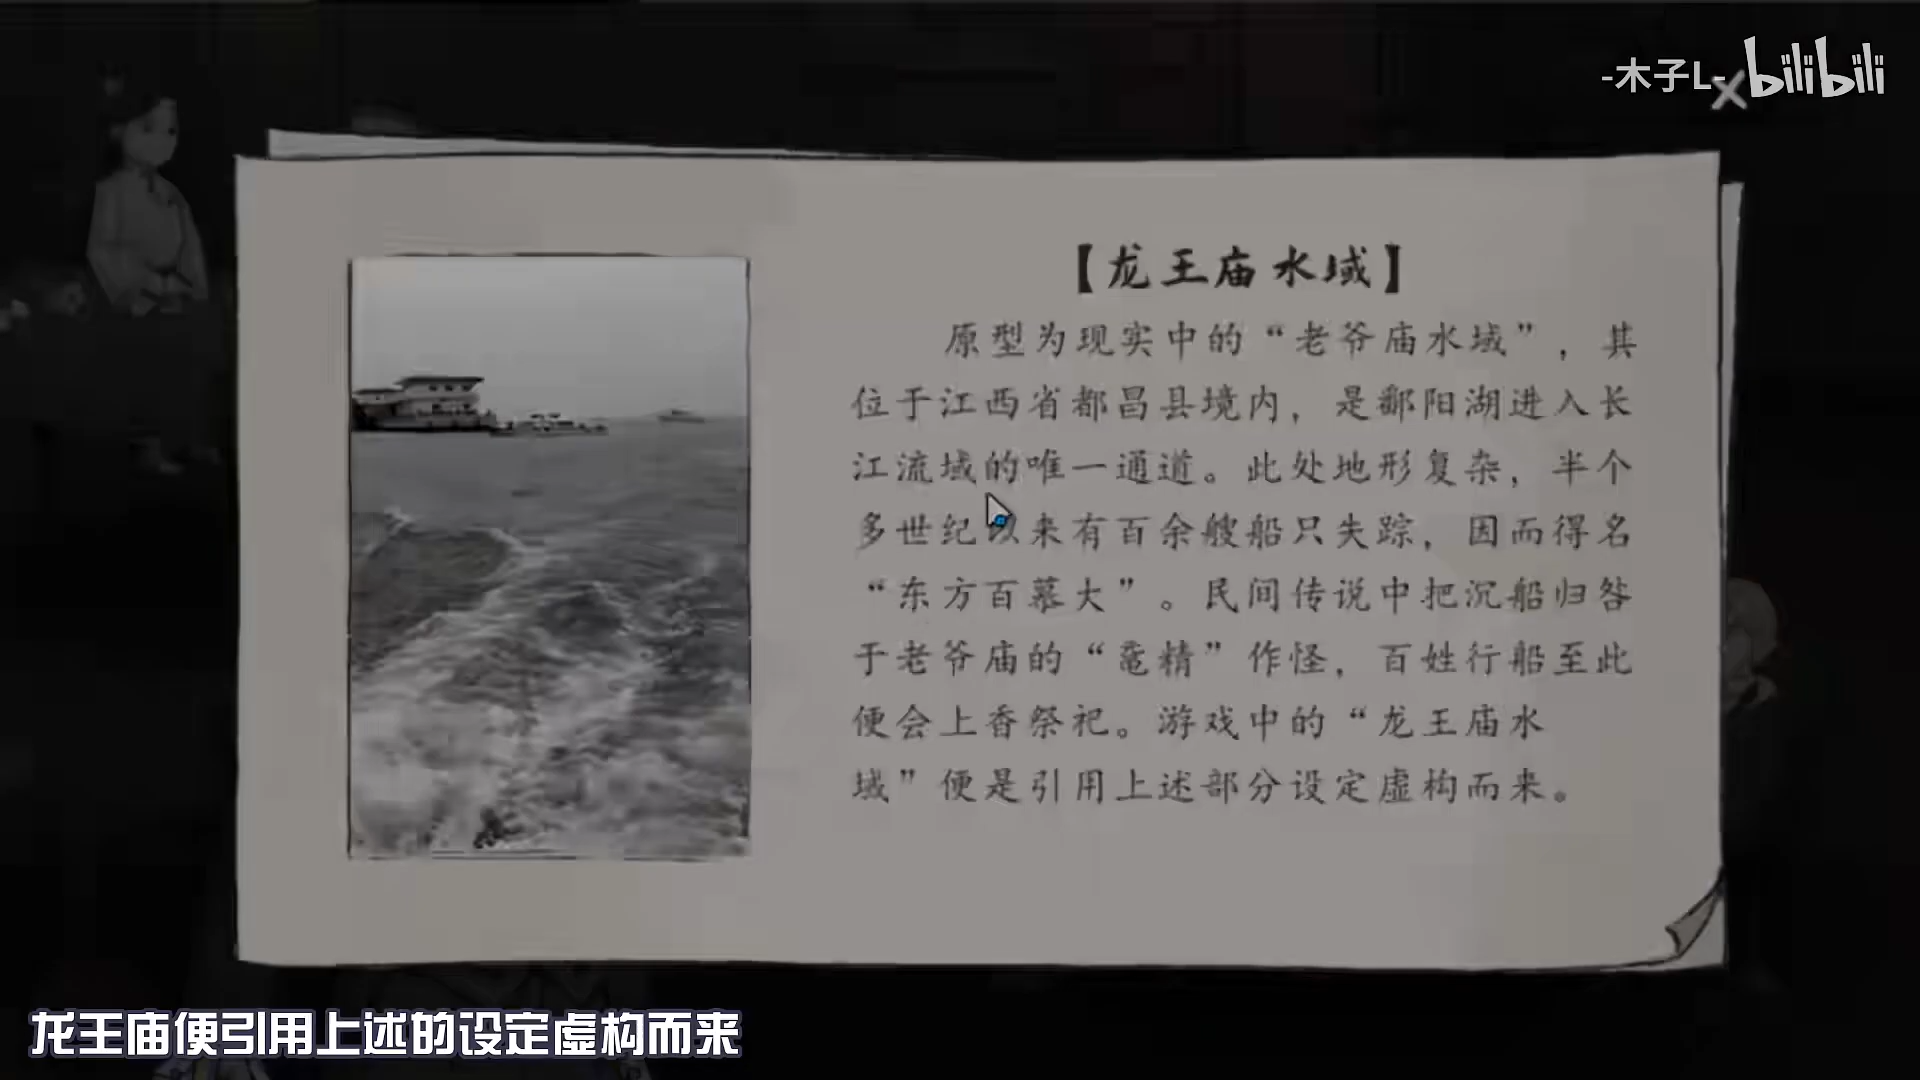 -木子L- bilibili
【龙王庙水域】
原型为现实中的“老爷庙水域”，其
位于江西省都昌县境内，是鄱阳湖进入长
江流域的唯一通道。此处地形复杂，半个
多世纪以来有百余艘船只失踪，因而得名
“东方百慕大”。民间传说中把沉船归咎
于老爷庙的“鼋精”作怪，百姓行船至此
便会上香祭祀。游戏中的“龙王庙水
域”便是引用上述部分设定虚构而来。
龙王庙便引用上述的设定虚构而来